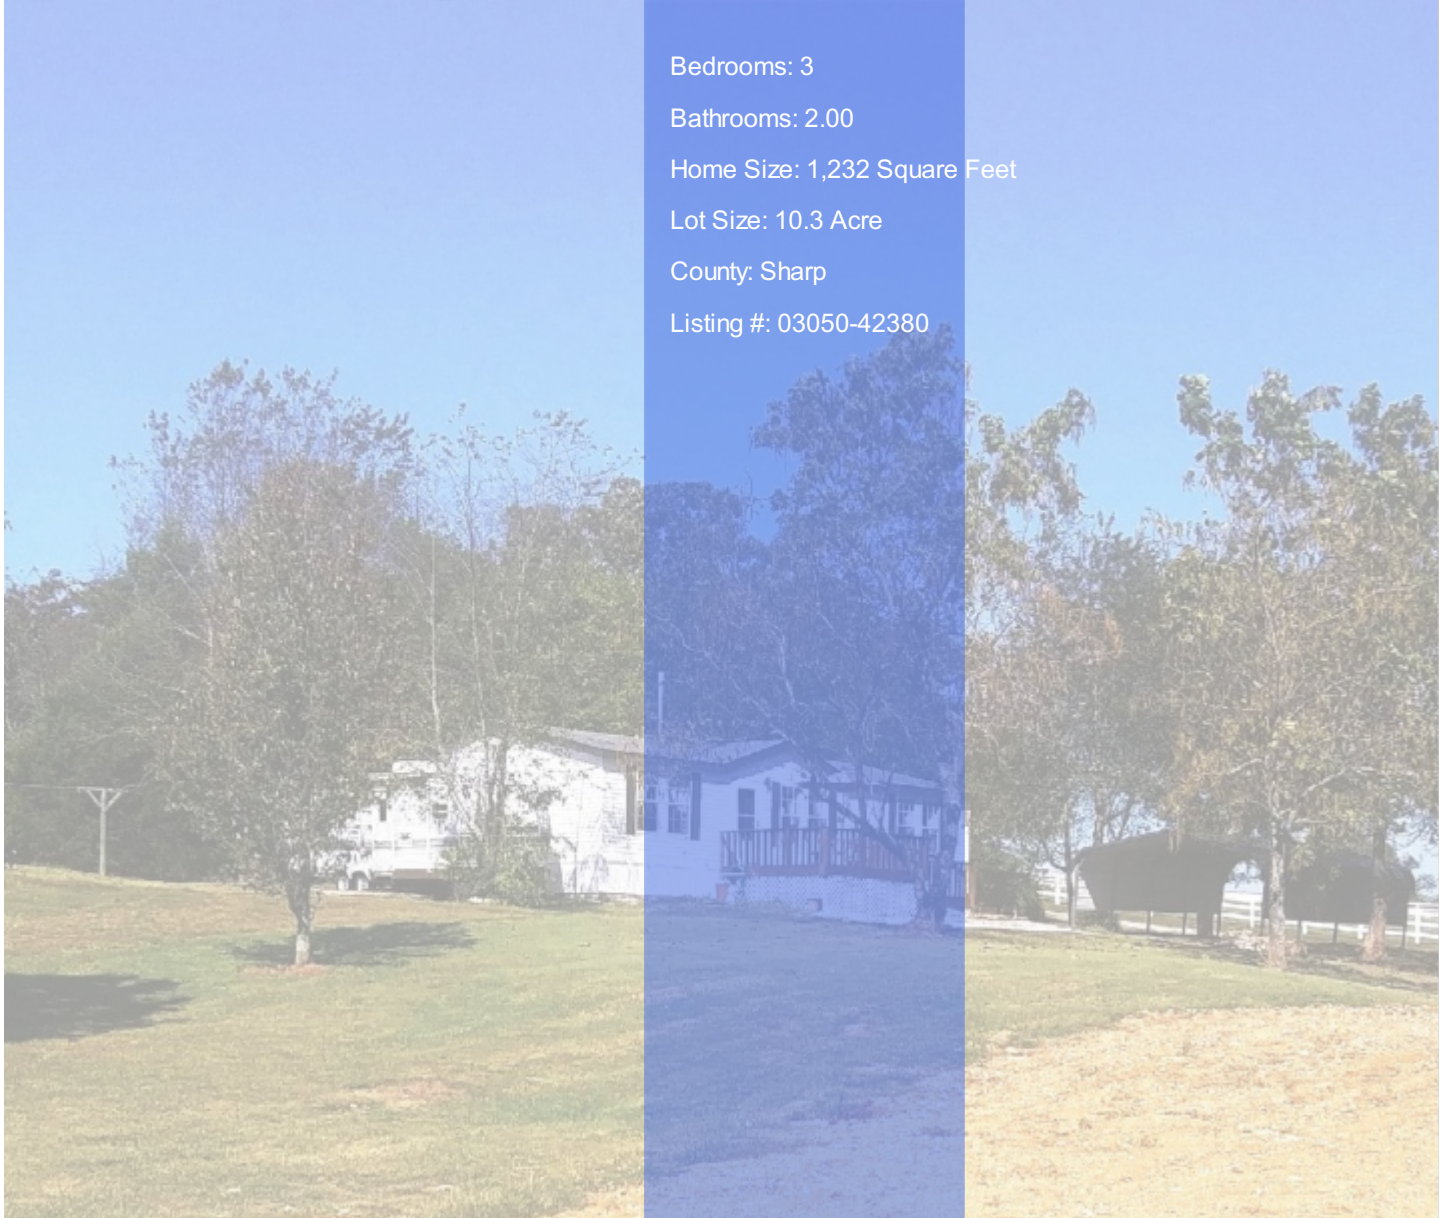 Bedrooms: 3
Bathrooms: 2.00
Home Size: 1,232 Square Feet
Lot Size: 10.3 Acre
County: Sharp
Listing #: 03050-42380